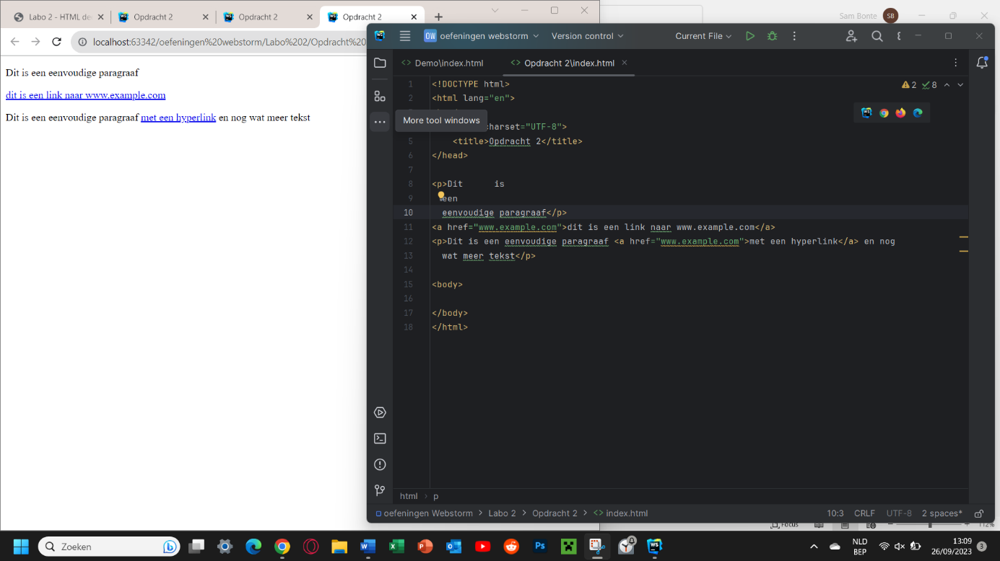 Labo 2 - HTML de
Opdracht 2
Opdracht 2
Opdracht 2
localhost:63342/oefeningen%20webstorm/Labo%202/Opdracht%20
Dit is een eenvoudige paragraaf
dit is een link naar www.example.com
Dit is een eenvoudige paragraaf met een hyperlink en nog wat meer tekst
Sam Bonte SB
WS OW oefeningen webstorm Version control Current File
<> Demo\index.html <> Opdracht 2\index.html
1 <!DOCTYPE html>
2 <html lang="en">
2 8
More tool windows
charset="UTF-8">
5 <title>Opdracht 2</title>
6 </head>
7
8 <p>Dit      is
9 een
10 eenvoudige paragraaf</p>
11 <a href="www.example.com">dit is een link naar www.example.com</a>
12 <p>Dit is een eenvoudige paragraaf <a href="www.example.com">met een hyperlink</a> en nog
13 wat meer tekst</p>
14
15 <body>
16
17 </body>
18 </html>
html › p
oefeningen Webstorm > Labo 2 > Opdracht 2 > <> index.html
10:3 CRLF UTF-8 2 spaces*
Focus
112%
Zoeken
NLD
BEP
13:09
26/09/2023
3